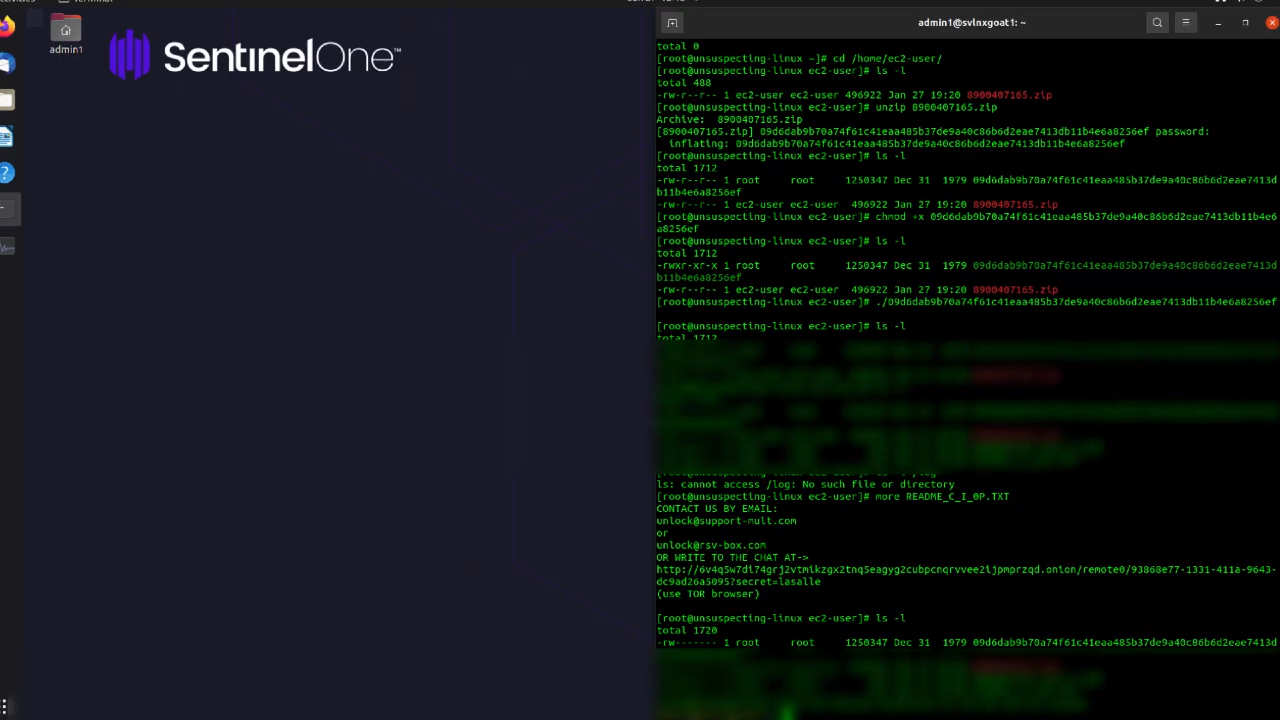 Terminal
admin1
SentinelOne™
admin1@svlnxgoat1: ~
total 0
[root@unsuspecting-linux ~]# cd /home/ec2-user/
[root@unsuspecting-linux ec2-user]# ls -l
total 488
-rw-r--r-- 1 ec2-user ec2-user 496922 Jan 27 19:20 8900407165.zip
[root@unsuspecting-linux ec2-user]# unzip 8900407165.zip
Archive:  8900407165.zip
[8900407165.zip] 09d6dab9b70a74f61c41eaa485b37de9a40c86b6d2eae7413db11b4e6a8256ef password:
  inflating: 09d6dab9b70a74f61c41eaa485b37de9a40c86b6d2eae7413db11b4e6a8256ef
[root@unsuspecting-linux ec2-user]# ls -l
total 1712
-rw-r--r-- 1 root     root     1250347 Dec 31  1979 09d6dab9b70a74f61c41eaa485b37de9a40c86b6d2eae7413d
b11b4e6a8256ef
-rw-r--r-- 1 ec2-user ec2-user  496922 Jan 27 19:20 8900407165.zip
[root@unsuspecting-linux ec2-user]# chmod +x 09d6dab9b70a74f61c41eaa485b37de9a40c86b6d2eae7413db11b4e6
a8256ef
[root@unsuspecting-linux ec2-user]# ls -l
total 1712
-rwxr-xr-x 1 root     root     1250347 Dec 31  1979 09d6dab9b70a74f61c41eaa485b37de9a40c86b6d2eae7413d
b11b4e6a8256ef
-rw-r--r-- 1 ec2-user ec2-user  496922 Jan 27 19:20 8900407165.zip
[root@unsuspecting-linux ec2-user]# ./09d6dab9b70a74f61c41eaa485b37de9a40c86b6d2eae7413db11b4e6a8256ef
[root@unsuspecting-linux ec2-user]# ls -l
total 1712
ls: cannot access /log: No such file or directory
[root@unsuspecting-linux ec2-user]# more README_C_I_0P.TXT
CONTACT US BY EMAIL:
unlock@support-mult.com
or
unlock@rsv-box.com
OR WRITE TO THE CHAT AT->
http://6v4q5w7di74grj2vtmikzgx2tnq5eagyg2cubpcnqrvvee2ijpmprzqd.onion/remote0/93868e77-1331-411a-9643-
dc9ad26a5095?secret=lasalle
(use TOR browser)
[root@unsuspecting-linux ec2-user]# ls -l
total 1720
-rw------- 1 root     root     1250347 Dec 31  1979 09d6dab9b70a74f61c41eaa485b37de9a40c86b6d2eae7413d